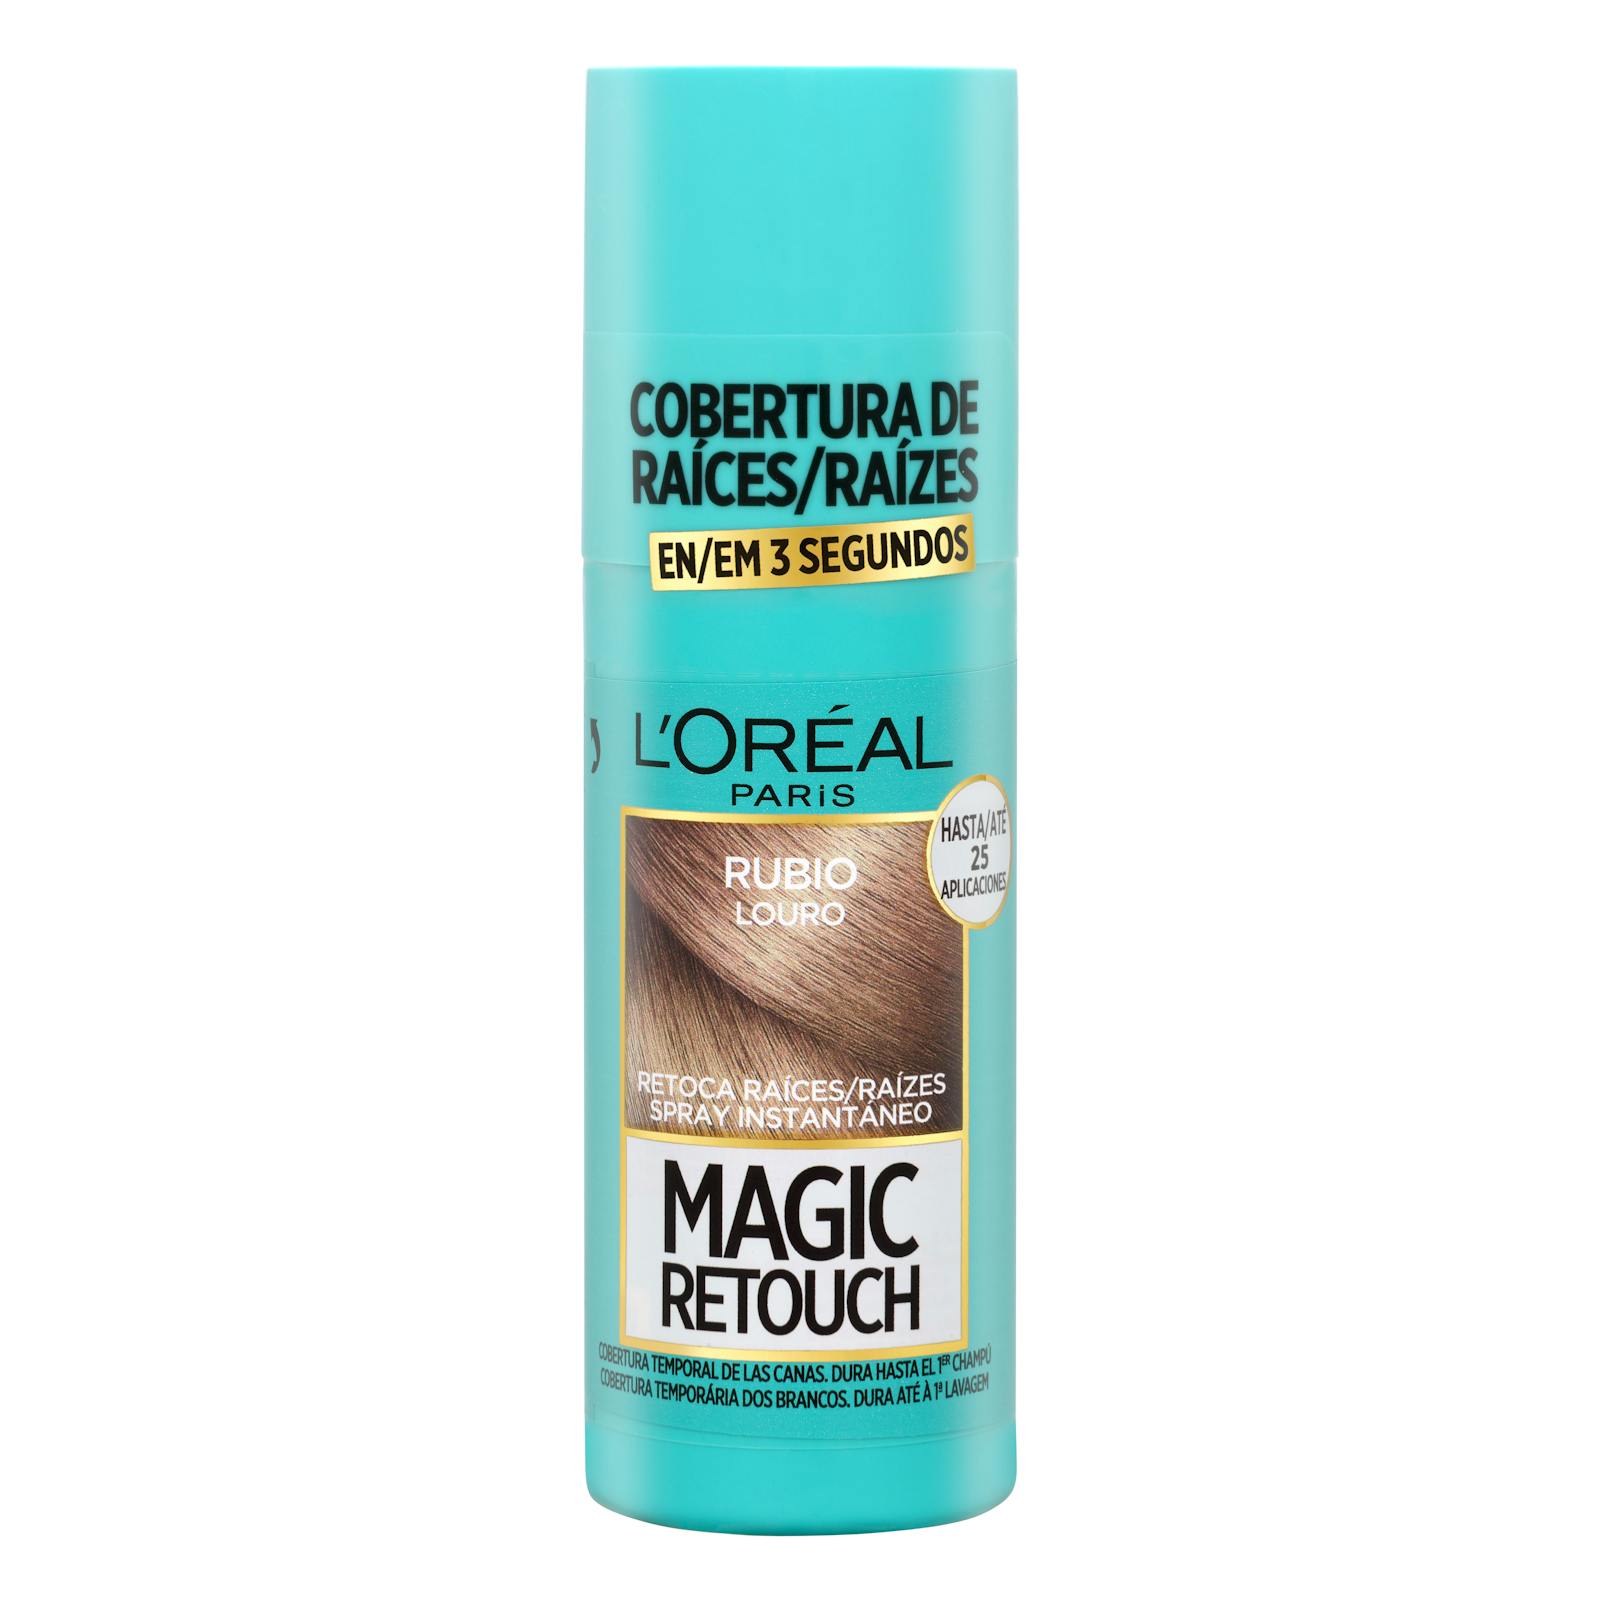 COBERTURA DE
RAÍCES/RAÍZES
EN/EM 3 SEGUNDOS
L'ORÉAL
PARiS
HASTA/ATÉ
25
APLICACIONES
RUBIO
LOURO
RETOCA RAÍCES/RAÍZES
SPRAY INSTANTÁNEO
MAGIC
RETOUCH
COBERTURA TEMPORAL DE LAS CANAS. DURA HASTA EL 1ER CHAMPÚ
COBERTURA TEMPORÁRIA DOS BRANCOS. DURA ATÉ À 1ª LAVAGEM